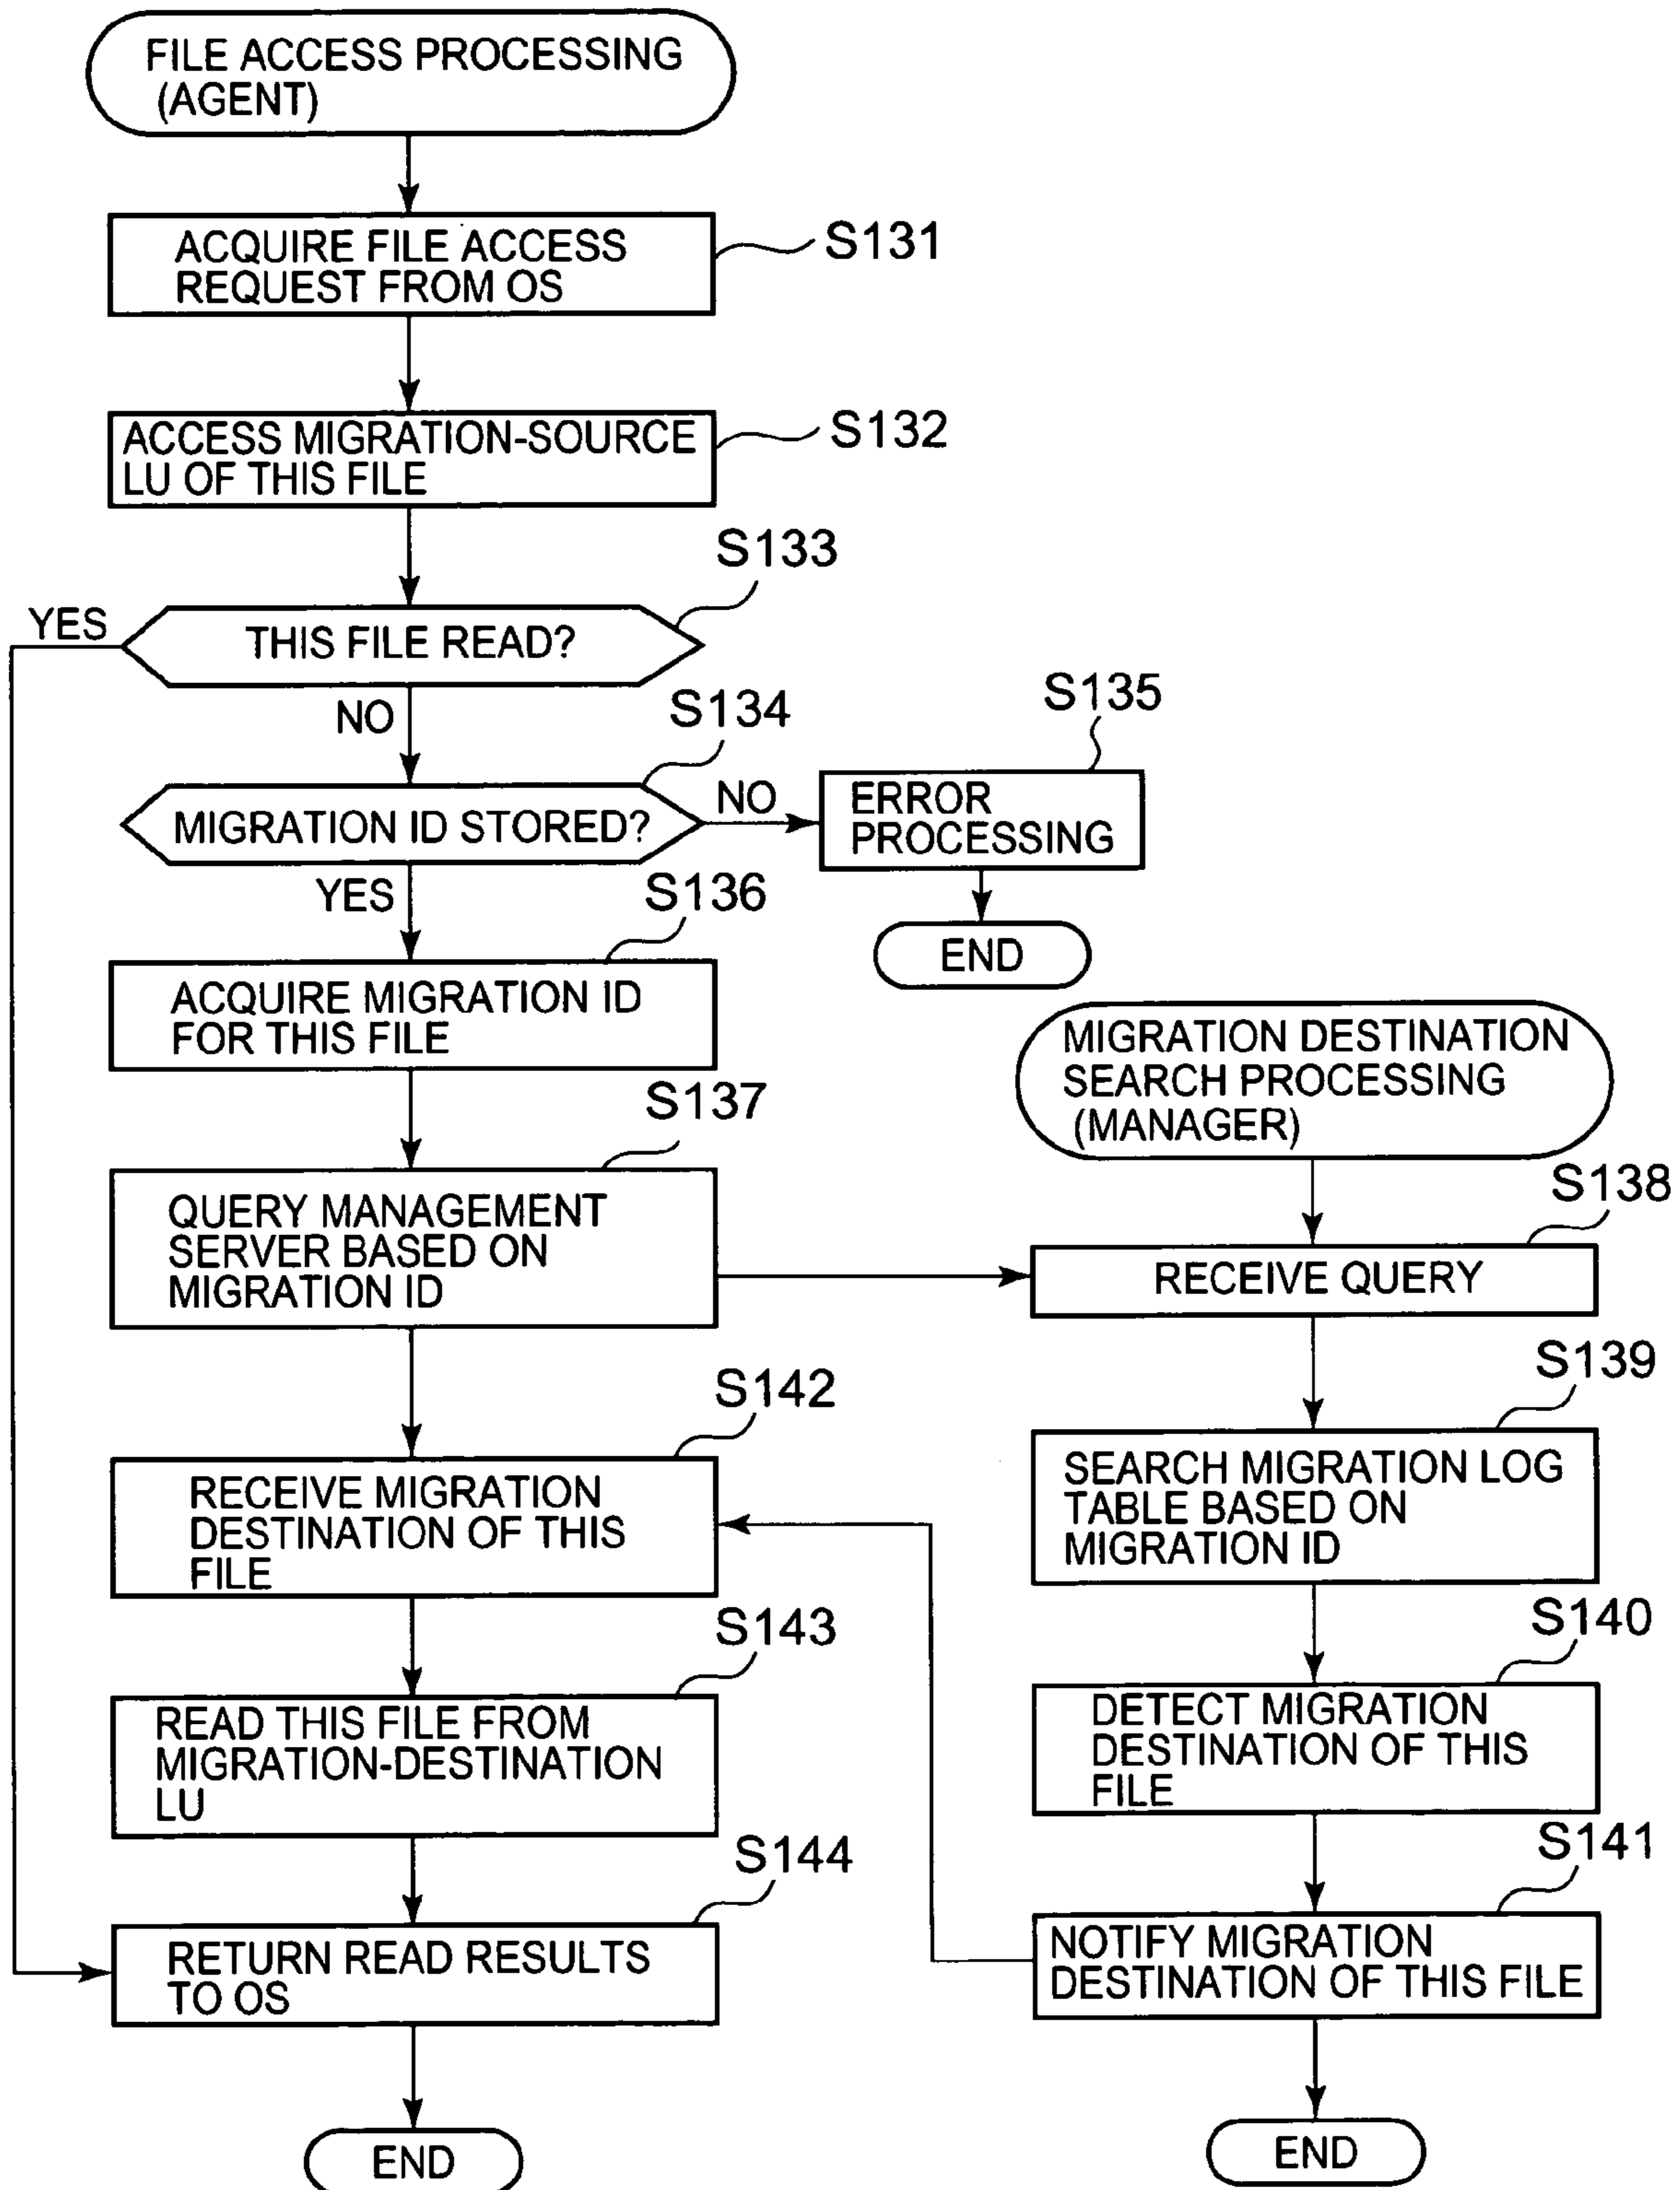 FILE ACCESS PROCESSING
(AGENT)
ACQUIRE FILE ACCESS
REQUEST FROM OS
S131
ACCESS MIGRATION-SOURCE
LU OF THIS FILE
S132
S133
YES
THIS FILE READ?
NO
S134
S135
MIGRATION ID STORED?
NO
ERROR
PROCESSING
YES
S136
END
ACQUIRE MIGRATION ID
FOR THIS FILE
S137
QUERY MANAGEMENT
SERVER BASED ON
MIGRATION ID
MIGRATION DESTINATION
SEARCH PROCESSING
(MANAGER)
S138
RECEIVE QUERY
S139
SEARCH MIGRATION LOG
TABLE BASED ON
MIGRATION ID
S140
DETECT MIGRATION
DESTINATION OF THIS
FILE
S141
NOTIFY MIGRATION
DESTINATION OF THIS FILE
END
S142
RECEIVE MIGRATION
DESTINATION OF THIS
FILE
S143
READ THIS FILE FROM
MIGRATION-DESTINATION
LU
S144
RETURN READ RESULTS
TO OS
END